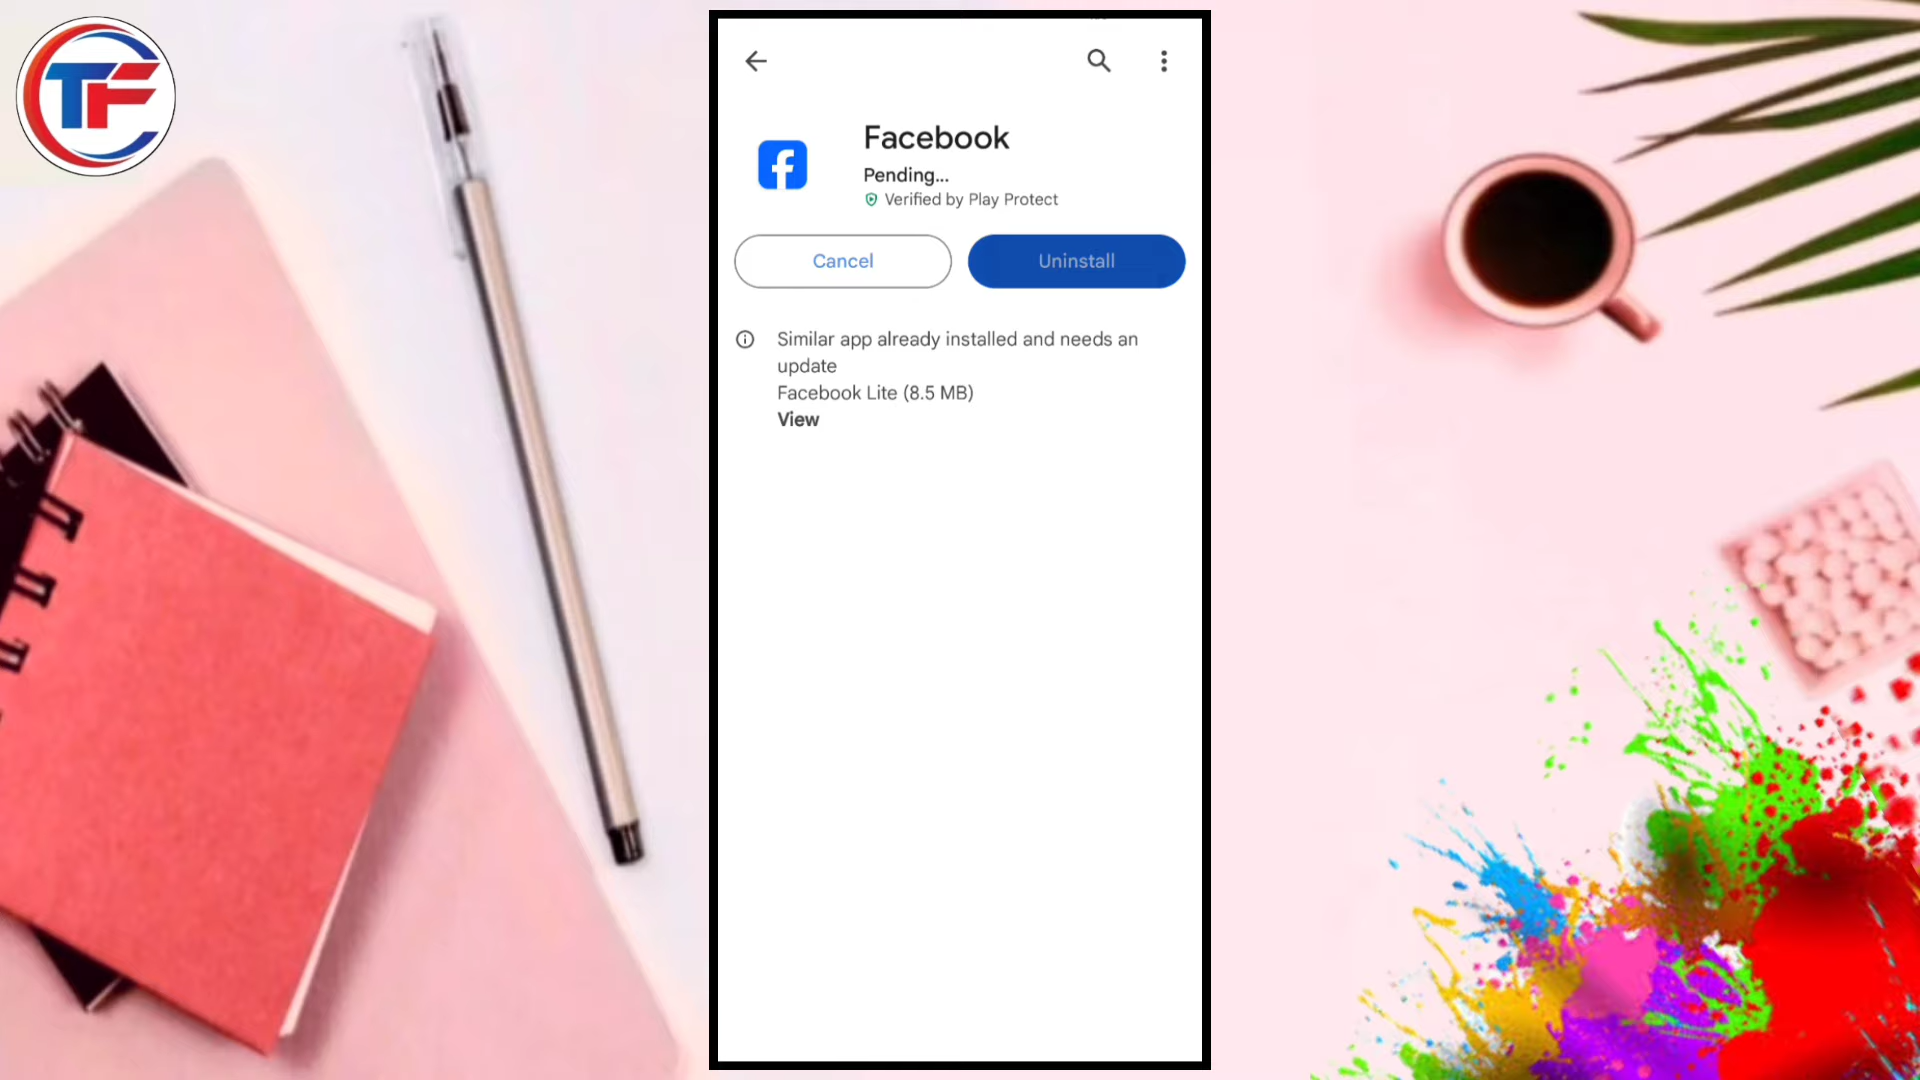 TF
Facebook
Pending...
Verified by Play Protect
Cancel
Uninstall
Similar app already installed and needs an
update
Facebook Lite (8.5 MB)
View